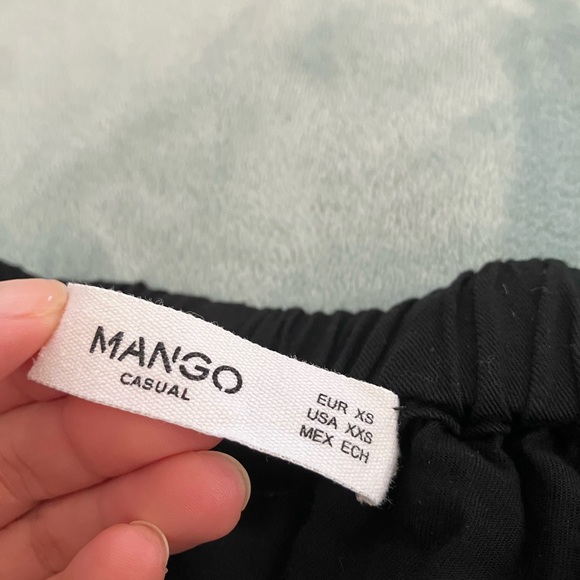 MANGO
CASUAL
EUR XS
USA XXS
MEX ECH